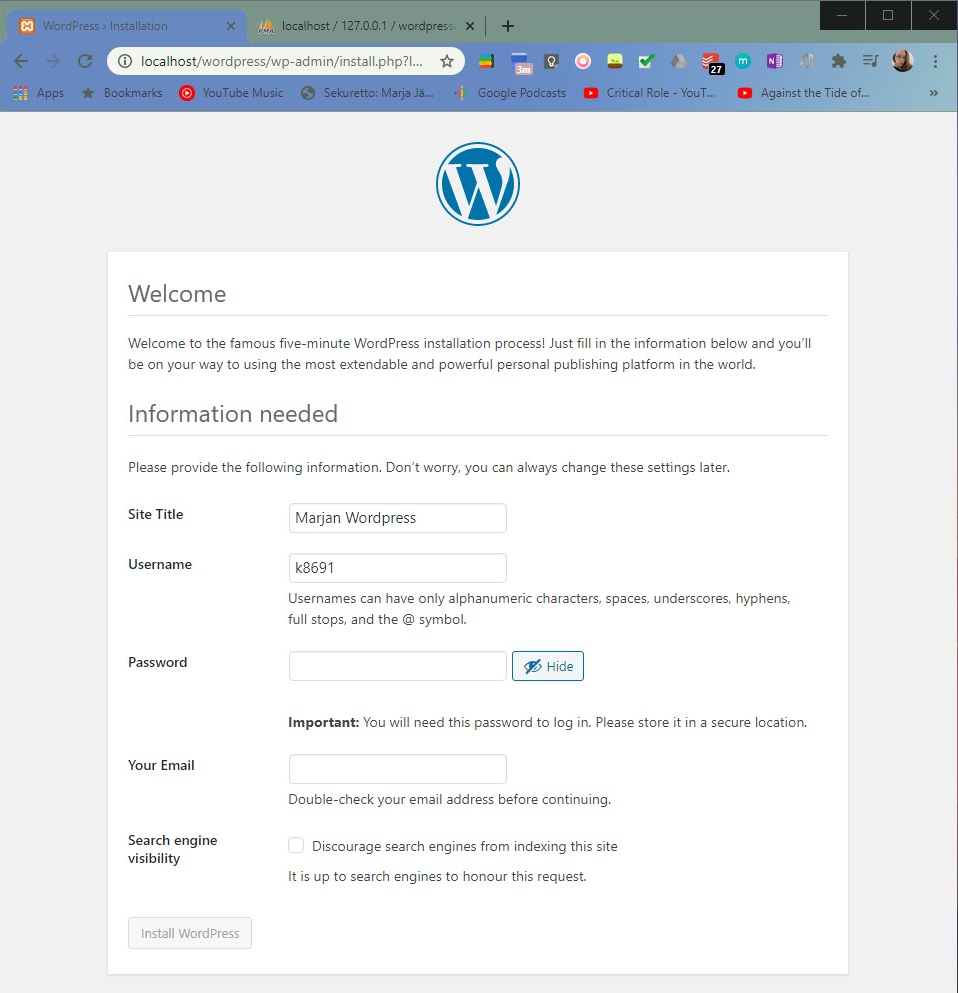 WordPress › Installation
localhost / 127.0.0.1 / wordpress
localhost/wordpress/wp-admin/install.php?l...
3m
27
m
N
Apps
Bookmarks
YouTube Music
Sekuretto: Marja Jä...
Google Podcasts
Critical Role - YouT...
Against the Tide of...
W
Welcome
Welcome to the famous five-minute WordPress installation process! Just fill in the information below and you’ll
be on your way to using the most extendable and powerful personal publishing platform in the world.
Information needed
Please provide the following information. Don’t worry, you can always change these settings later.
Site Title
Marjan Wordpress
Username
k8691
Usernames can have only alphanumeric characters, spaces, underscores, hyphens,
full stops, and the @ symbol.
Password
Hide
Important: You will need this password to log in. Please store it in a secure location.
Your Email
Double-check your email address before continuing.
Search engine
visibility
Discourage search engines from indexing this site
It is up to search engines to honour this request.
Install WordPress